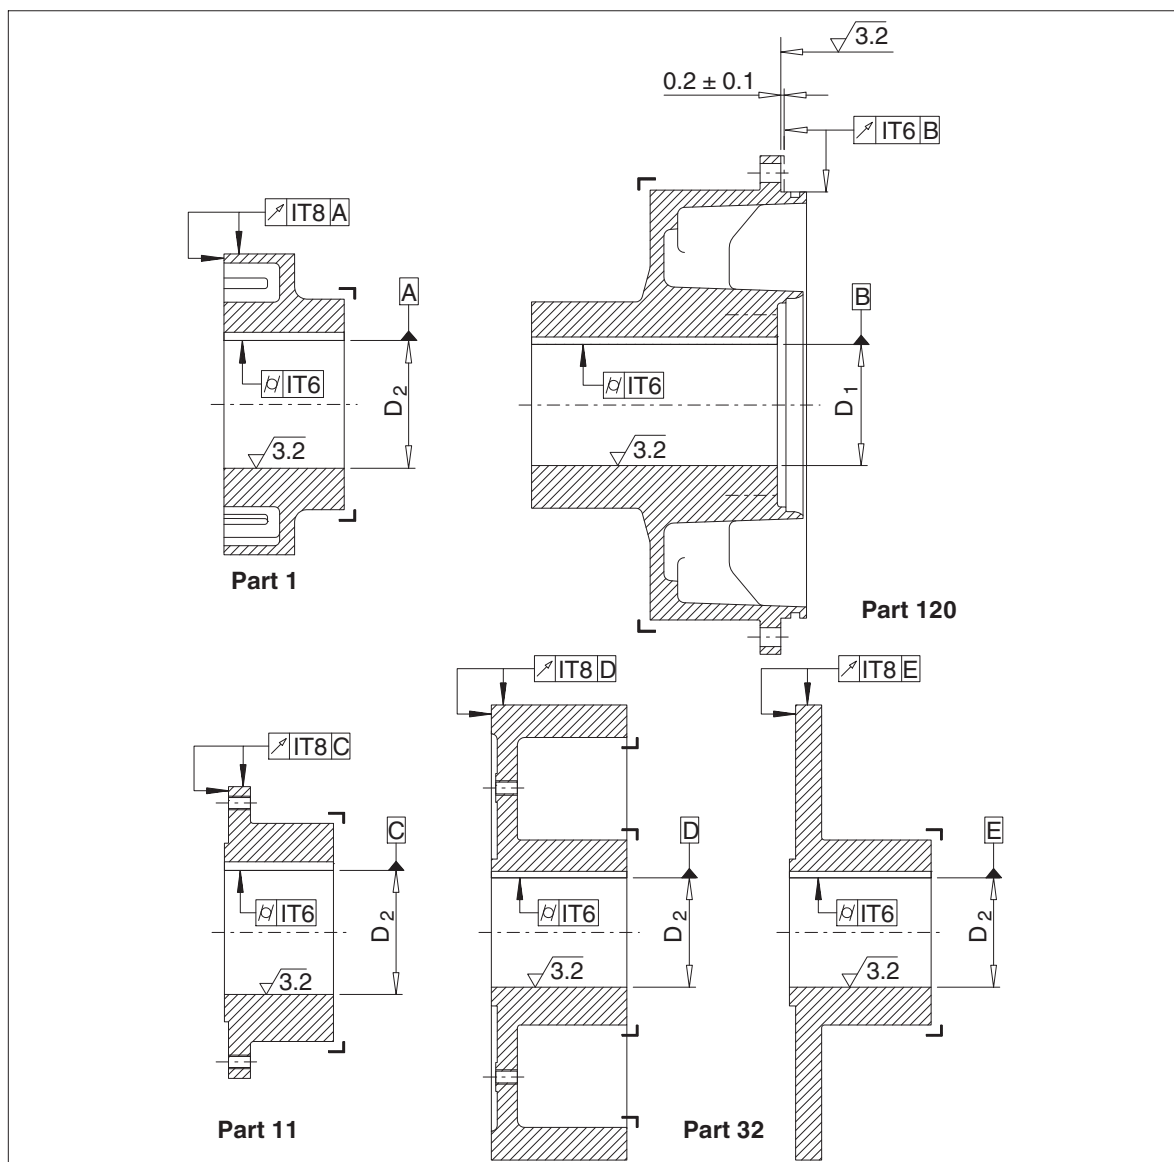 3.2
0.2 ± 0.1
IT6 B
IT8 A
A
B
IT6
IT6
D2
D1
3.2
3.2
Part 1
Part 120
IT8 D
IT8 E
IT8 C
C
D
E
IT6
IT6
IT6
D2
D2
D2
3.2
3.2
3.2
Part 11
Part 32